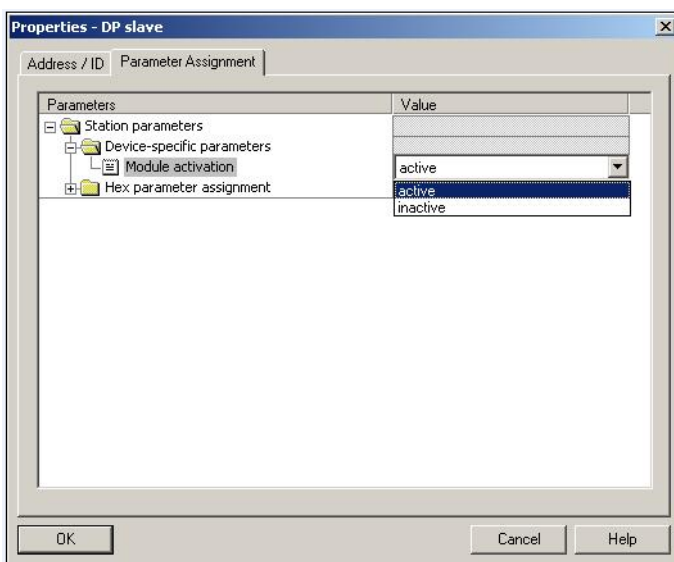 Properties - DP slave
Address / ID Parameter Assignment
Parameters Value
Station parameters
Device-specific parameters
Module activation active
Hex parameter assignment active
inactive
OK Cancel Help